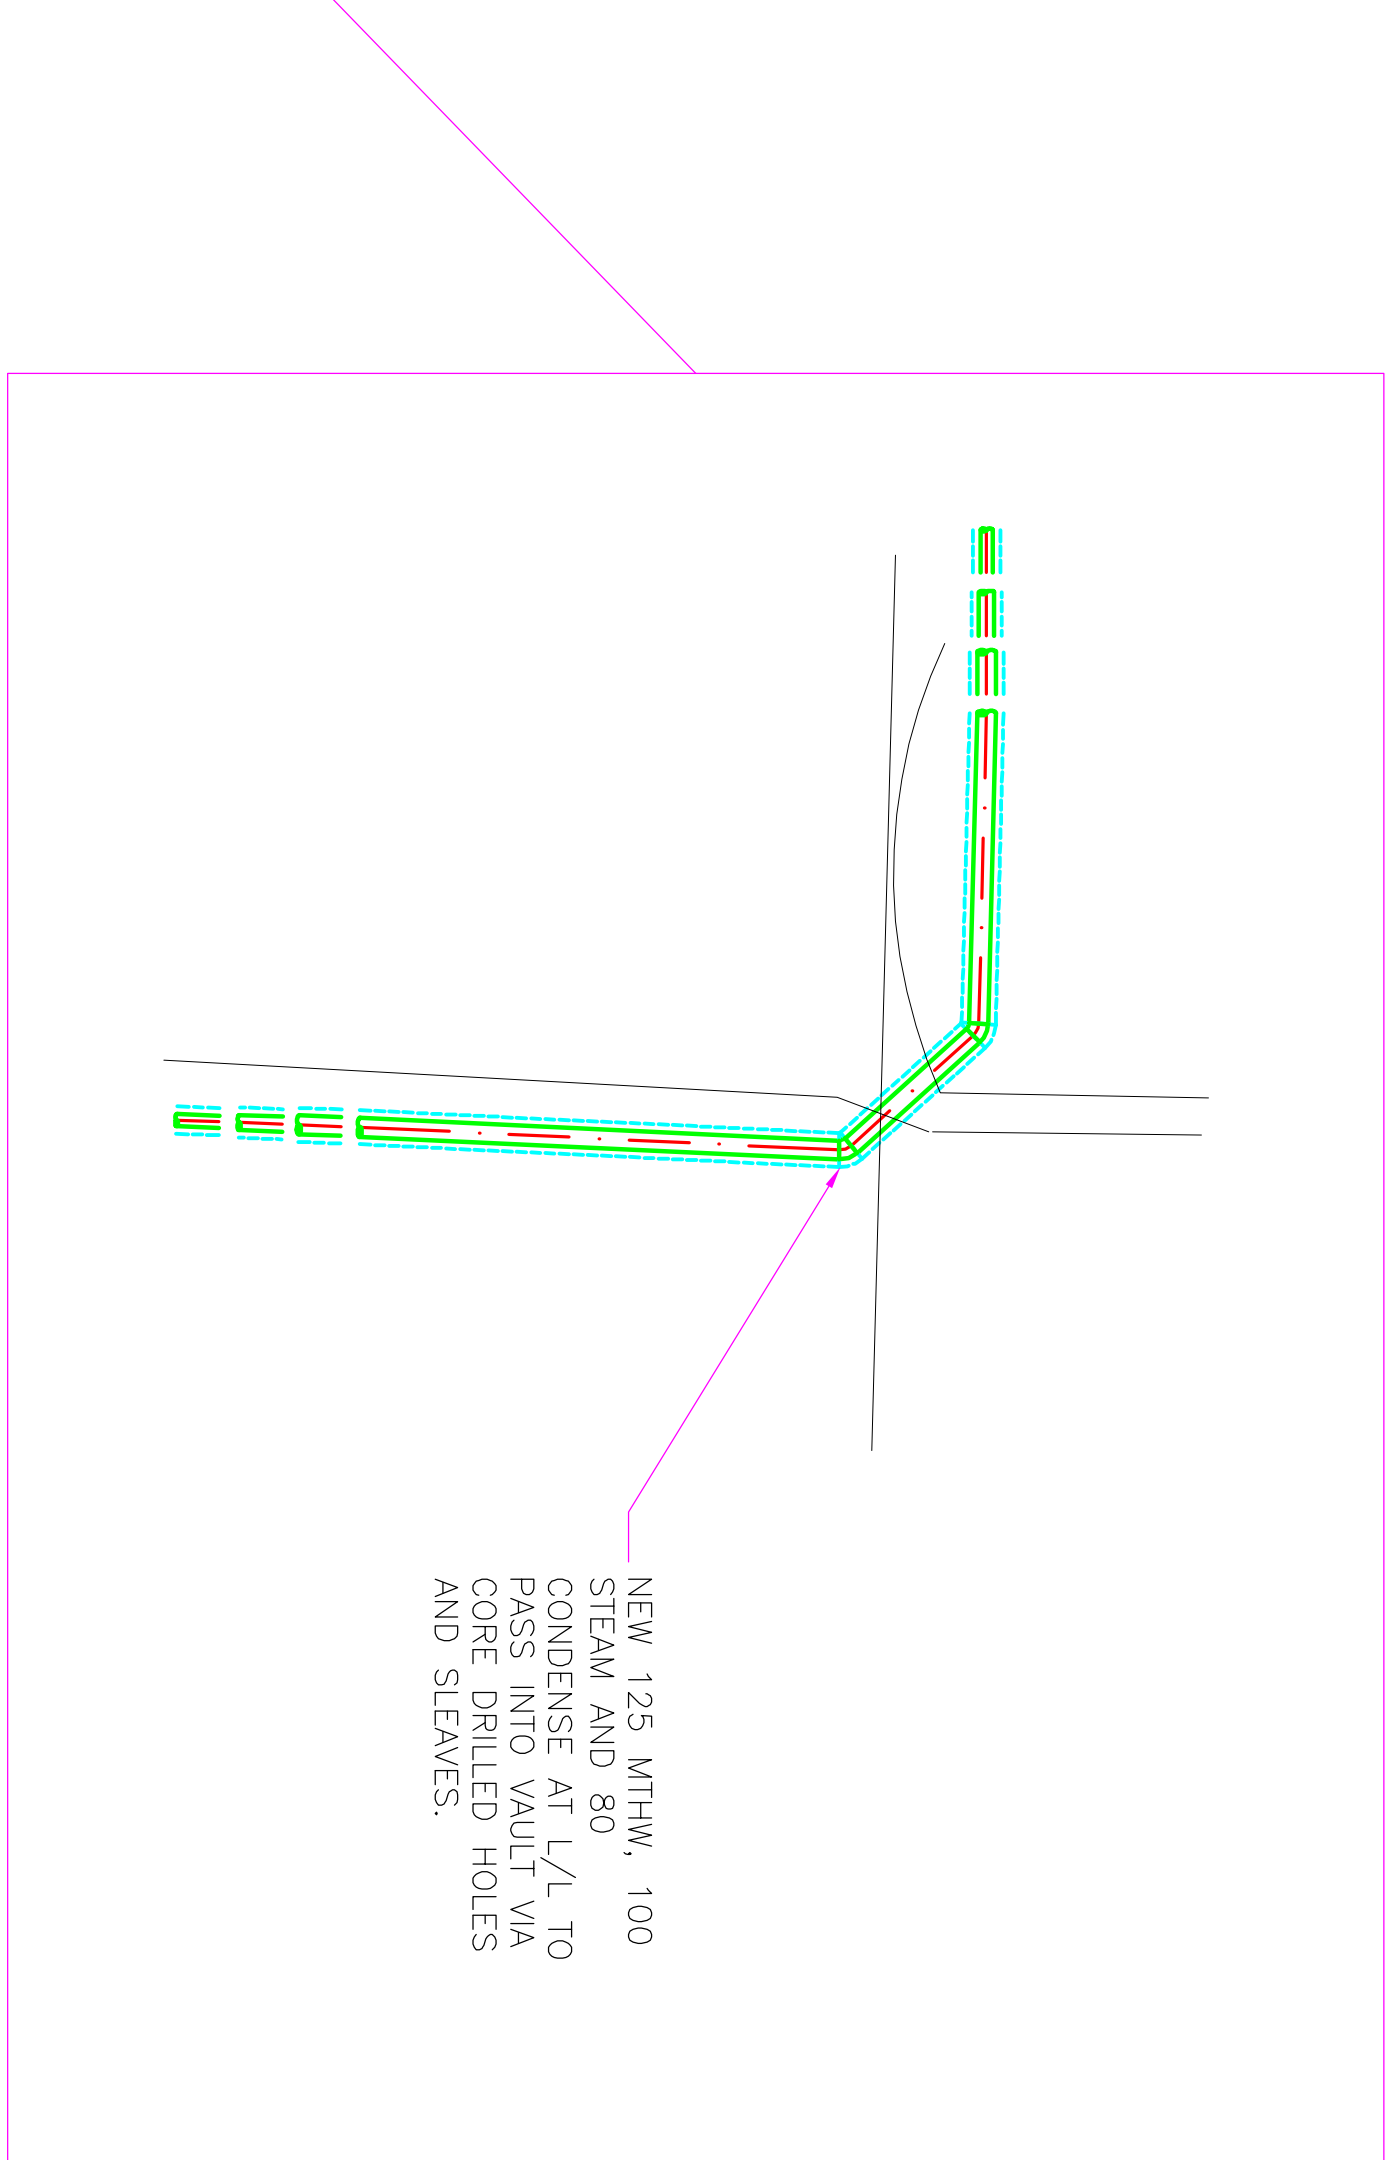 NEW 125 MTHW, 100
STEAM AND 80
CONDENSE AT L/L TO
PASS INTO VAULT VIA
CORE DRILLED HOLES
AND SLEAVES.